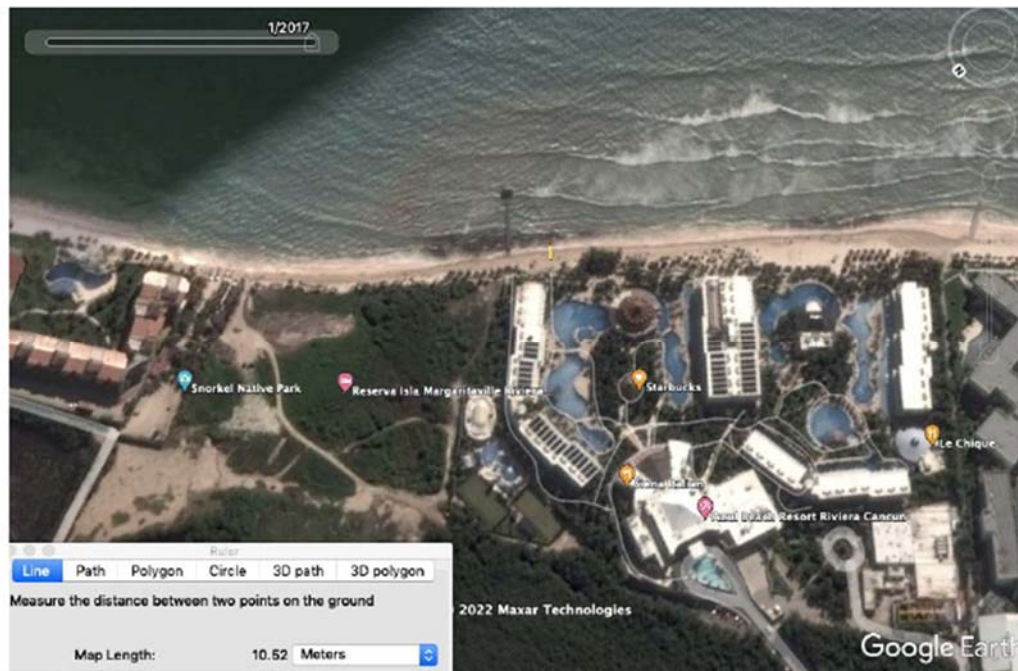 1/2017
Snorkel Native Park
Reserva Isla Margaritaville Riviera
Starbucks
Le Chique
Beach Resort Riviera Cancun
Ruler
Line Path Polygon Circle 3D path 3D polygon
Measure the distance between two points on the ground
2022 Maxar Technologies
Map Length: 10.52 Meters
Google Earth